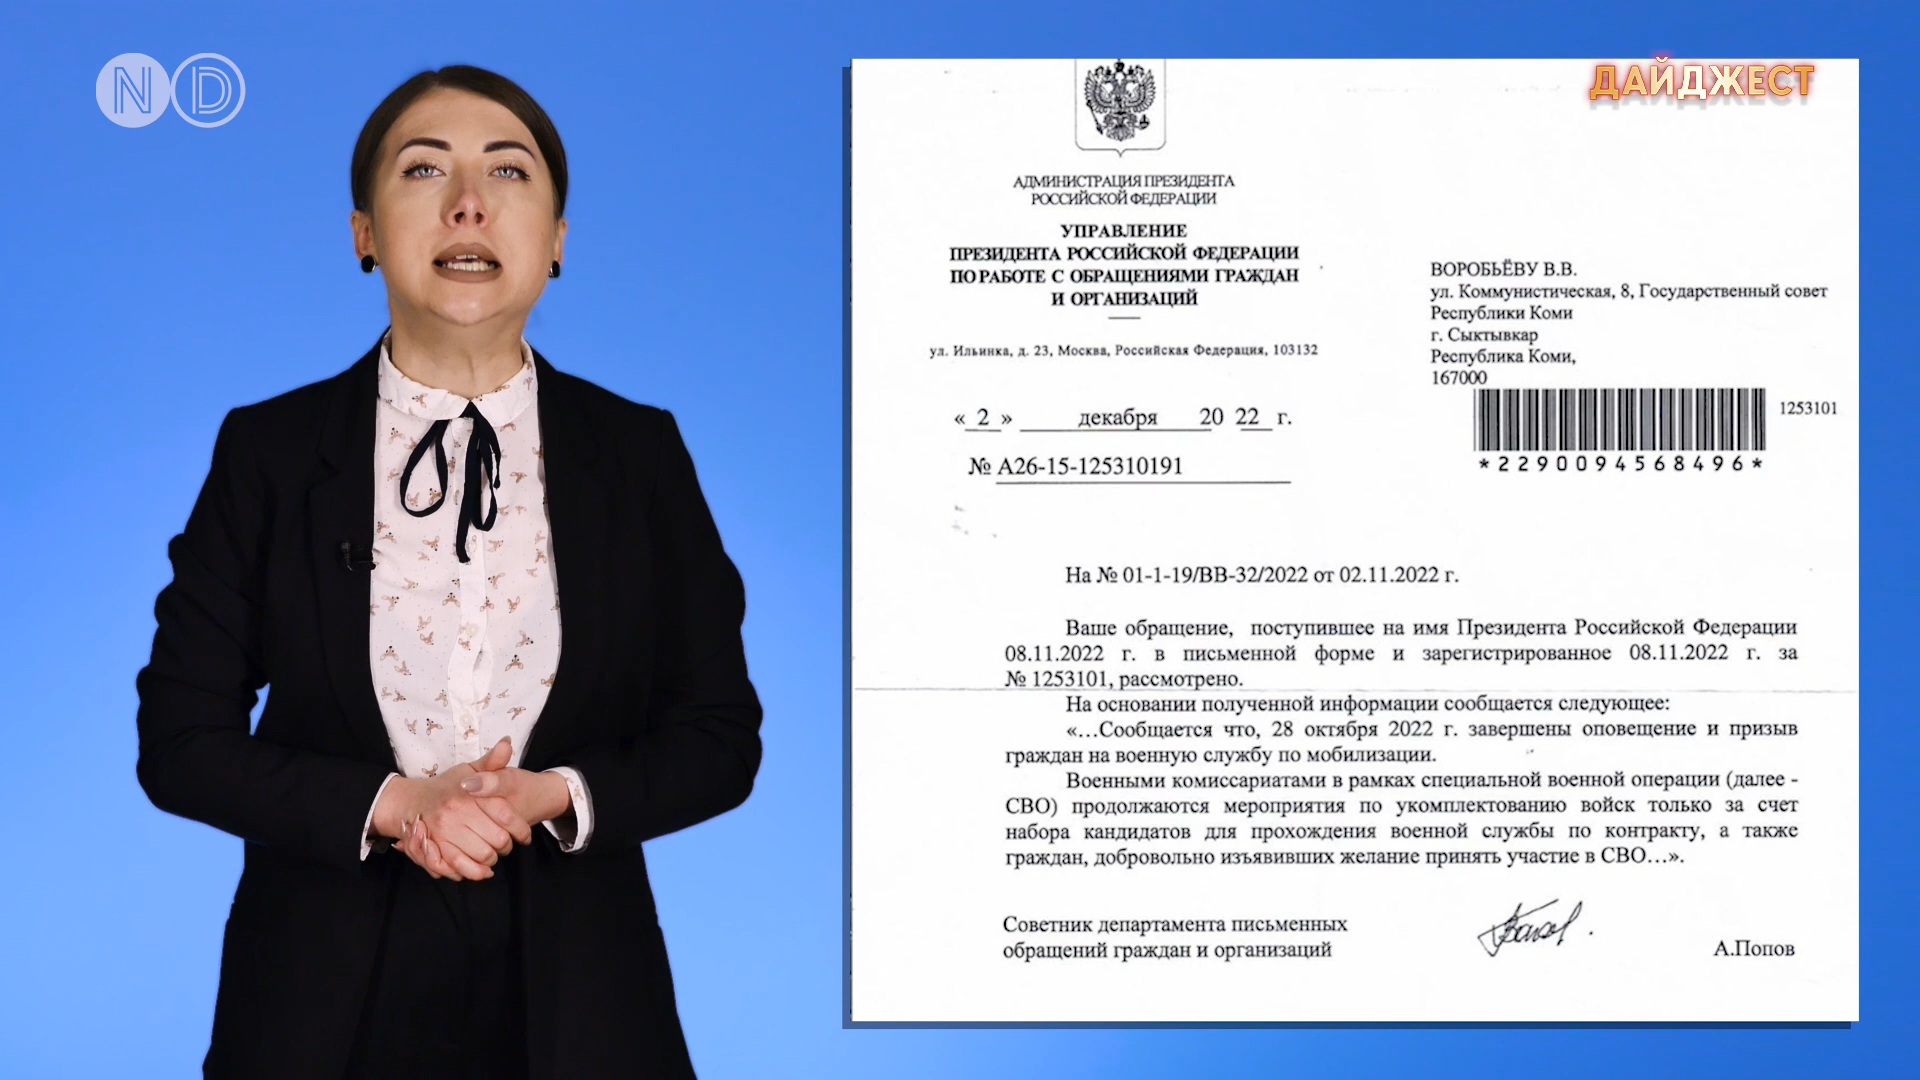 ND
ДАЙДЖЕСТ
АДМИНИСТРАЦИЯ ПРЕЗИДЕНТА
РОССИЙСКОЙ ФЕДЕРАЦИИ
УПРАВЛЕНИЕ
ПРЕЗИДЕНТА РОССИЙСКОЙ ФЕДЕРАЦИИ
ПО РАБОТЕ С ОБРАЩЕНИЯМИ ГРАЖДАН
И ОРГАНИЗАЦИЙ
ул. Ильинка, д. 23, Москва, Российская Федерация, 103132
« 2 » декабря 20 22 г.
№ А26-15-125310191
ВОРОБЬЁВУ В.В.
ул. Коммунистическая, 8, Государственный совет
Республики Коми
г. Сыктывкар
Республика Коми,
167000
1253101
*2290094568496*
На № 01-1-19/ВВ-32/2022 от 02.11.2022 г.
Ваше обращение, поступившее на имя Президента Российской Федерации
08.11.2022 г. в письменной форме и зарегистрированное 08.11.2022 г. за
№ 1253101, рассмотрено.
На основании полученной информации сообщается следующее:
«…Сообщается что, 28 октября 2022 г. завершены оповещение и призыв
граждан на военную службу по мобилизации.
Военными комиссариатами в рамках специальной военной операции (далее -
СВО) продолжаются мероприятия по укомплектованию войск только за счет
набора кандидатов для прохождения военной службы по контракту, а также
граждан, добровольно изъявивших желание принять участие в СВО…».
Советник департамента письменных
обращений граждан и организаций
А.Попов